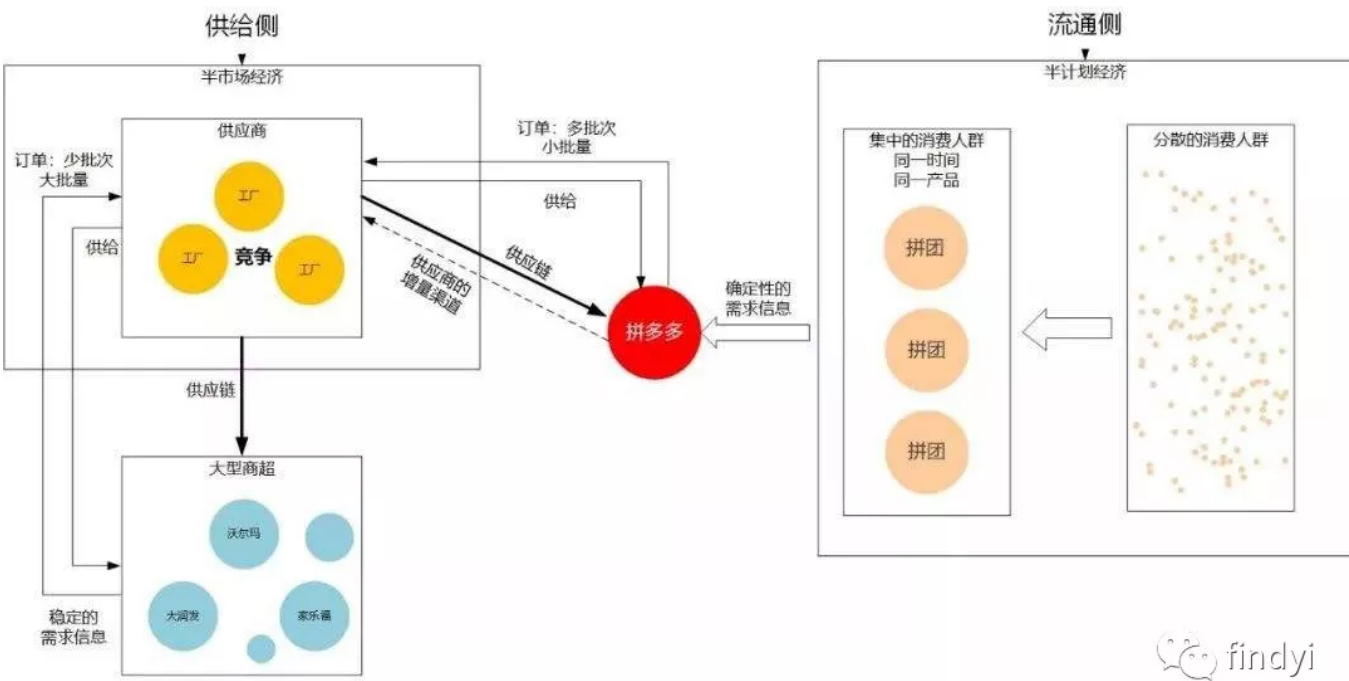 供给侧
半市场经济
供应商
工厂
工厂
竞争
工厂
订单：少批次
大批量
供给
供应链
大型商超
沃尔玛
大润发
家乐福
稳定的
需求信息
订单：多批次
小批量
供给
供应链
供应商的
增量渠道
拼多多
确定性的
需求信息
流通侧
半计划经济
集中的消费人群
同一时间
同一产品
拼团
拼团
拼团
分散的消费人群
findyi